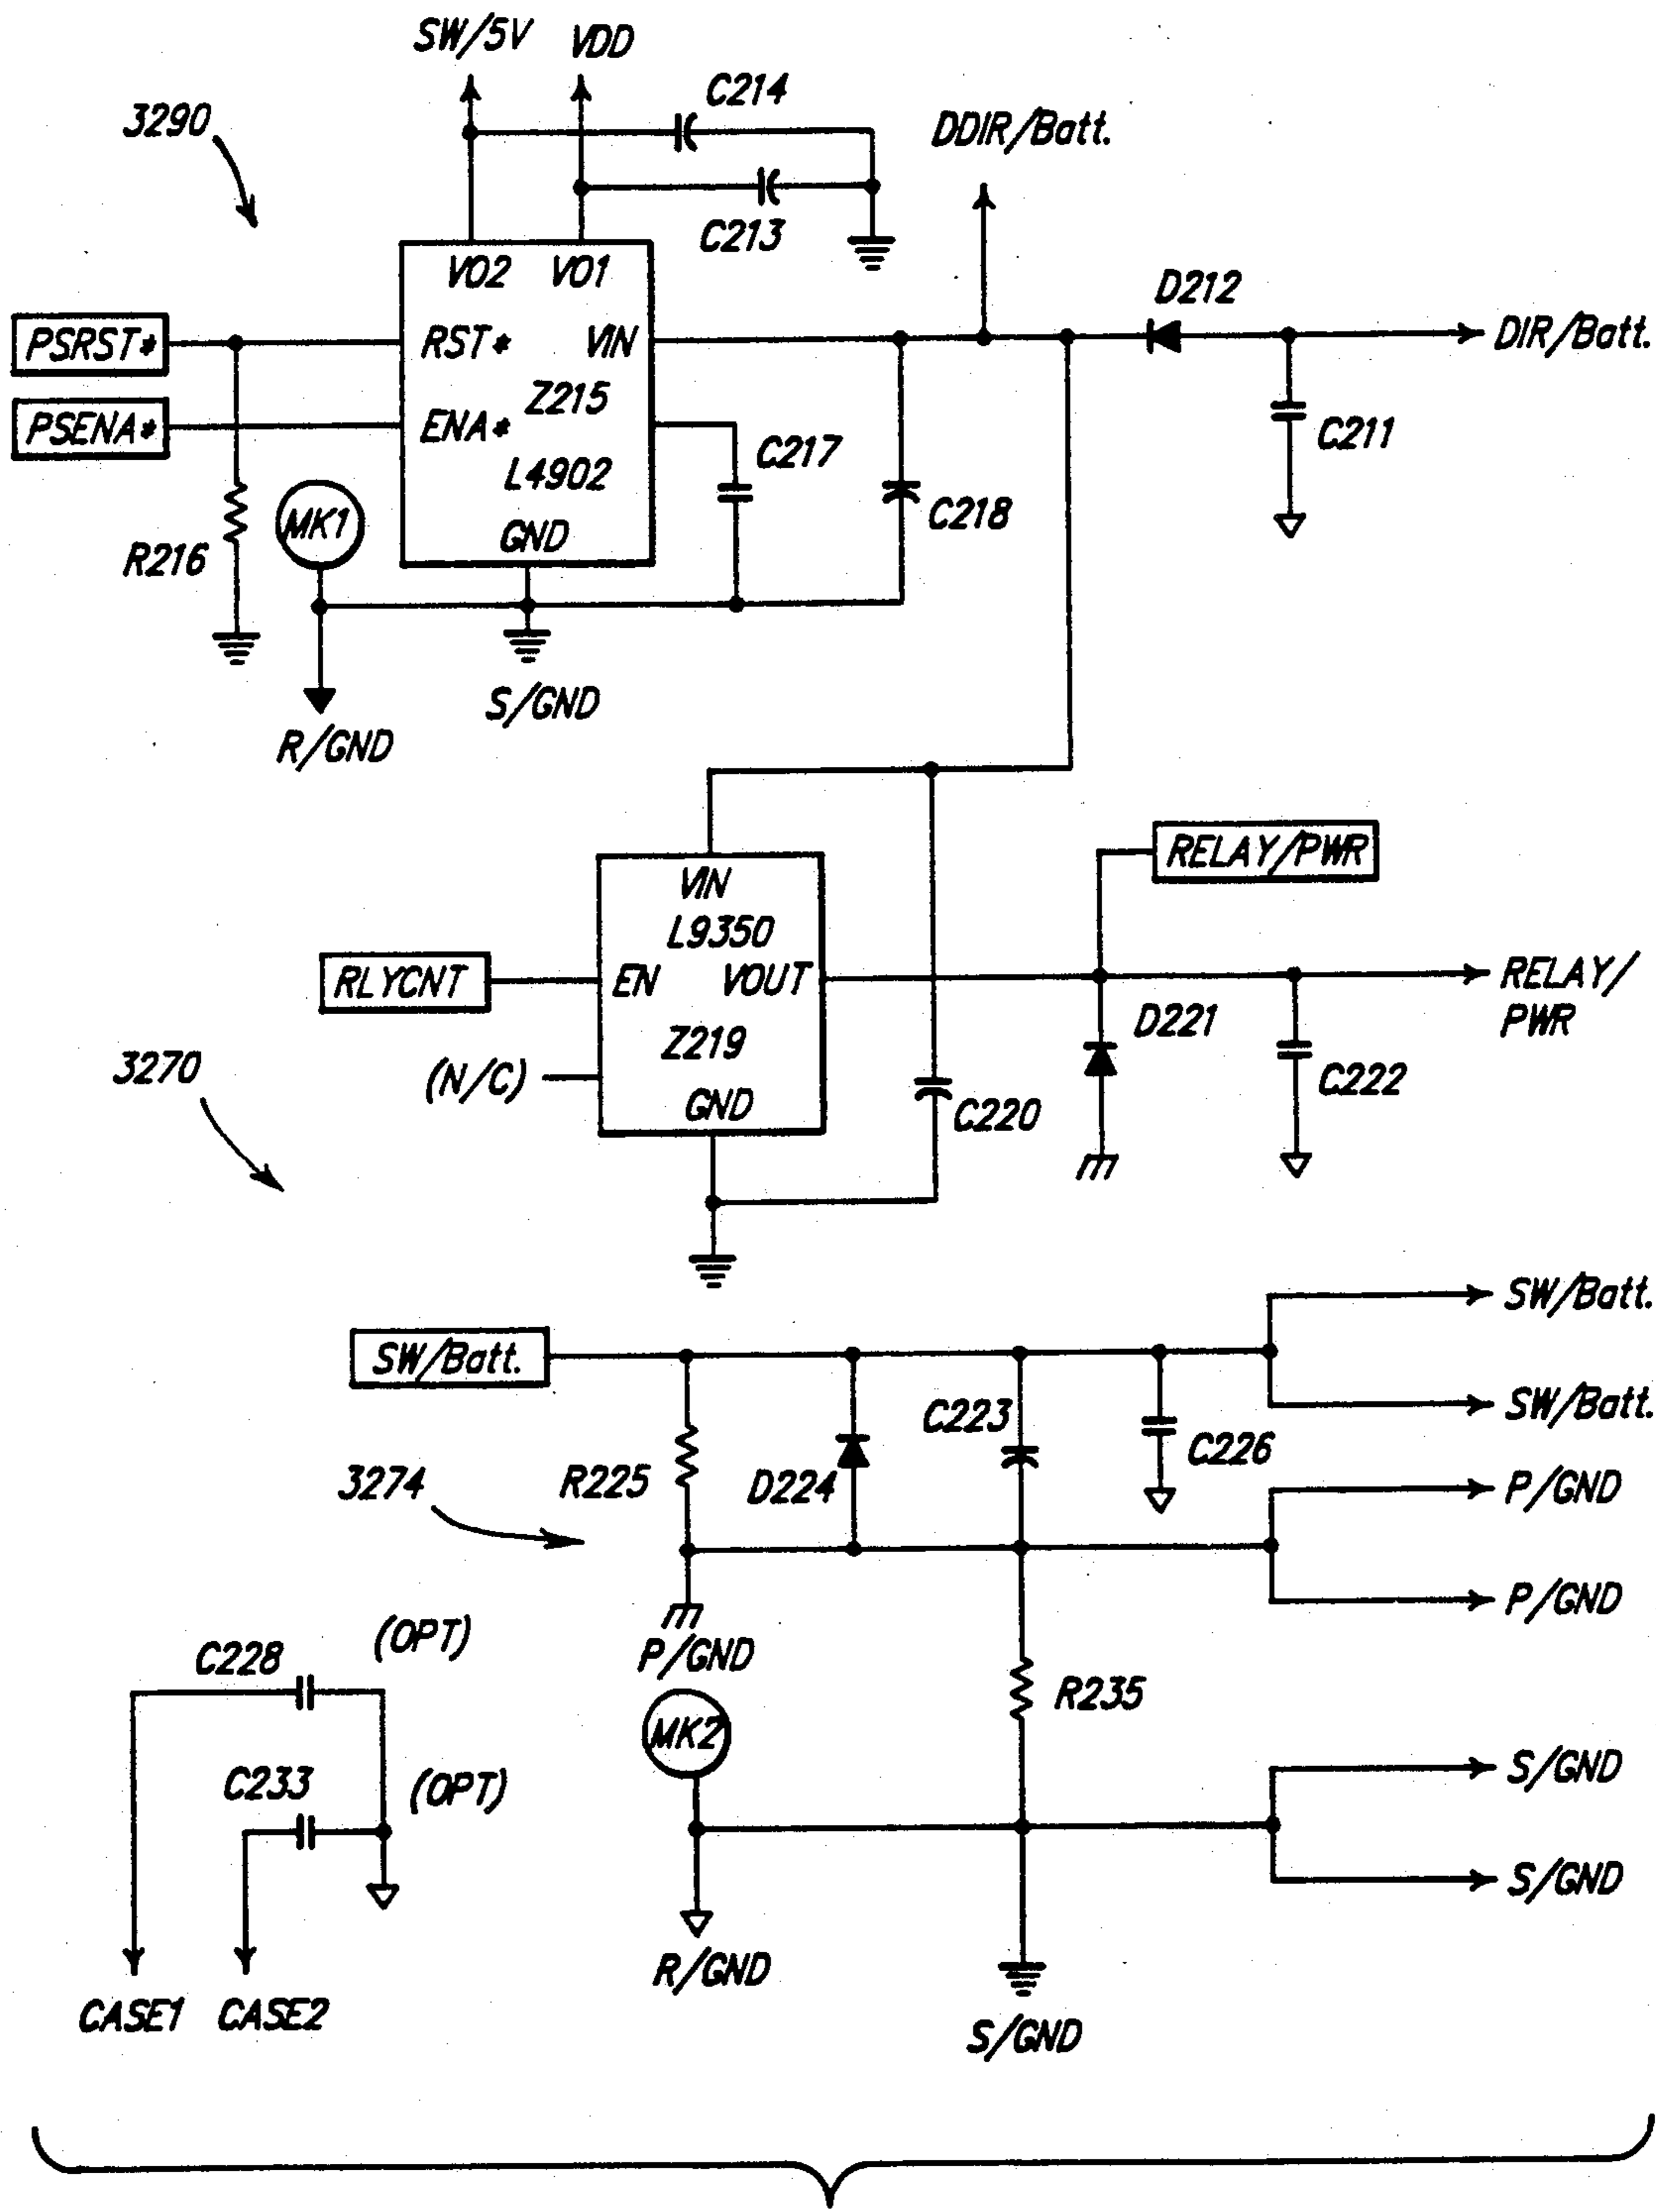 SW/5V VDD
C214
3290
DDIR/Batt.
C213
VO2 VO1
D212
PSRST*
RST* VIN
DIR/Batt.
Z215
PSENA*
ENA*
C211
C217
L4902
C218
MK1
GND
R216
S/GND
R/GND
RELAY/PWR
VIN
L9350
RLYCNT
EN VOUT
RELAY/
PWR
D221
Z219
3270
(N/C)
C222
GND
C220
SW/Batt.
SW/Batt.
SW/Batt.
C223
C226
3274
R225
D224
P/GND
P/GND
(OPT)
C228
P/GND
R235
MK2
C233
(OPT)
S/GND
S/GND
R/GND
CASE1 CASE2
S/GND